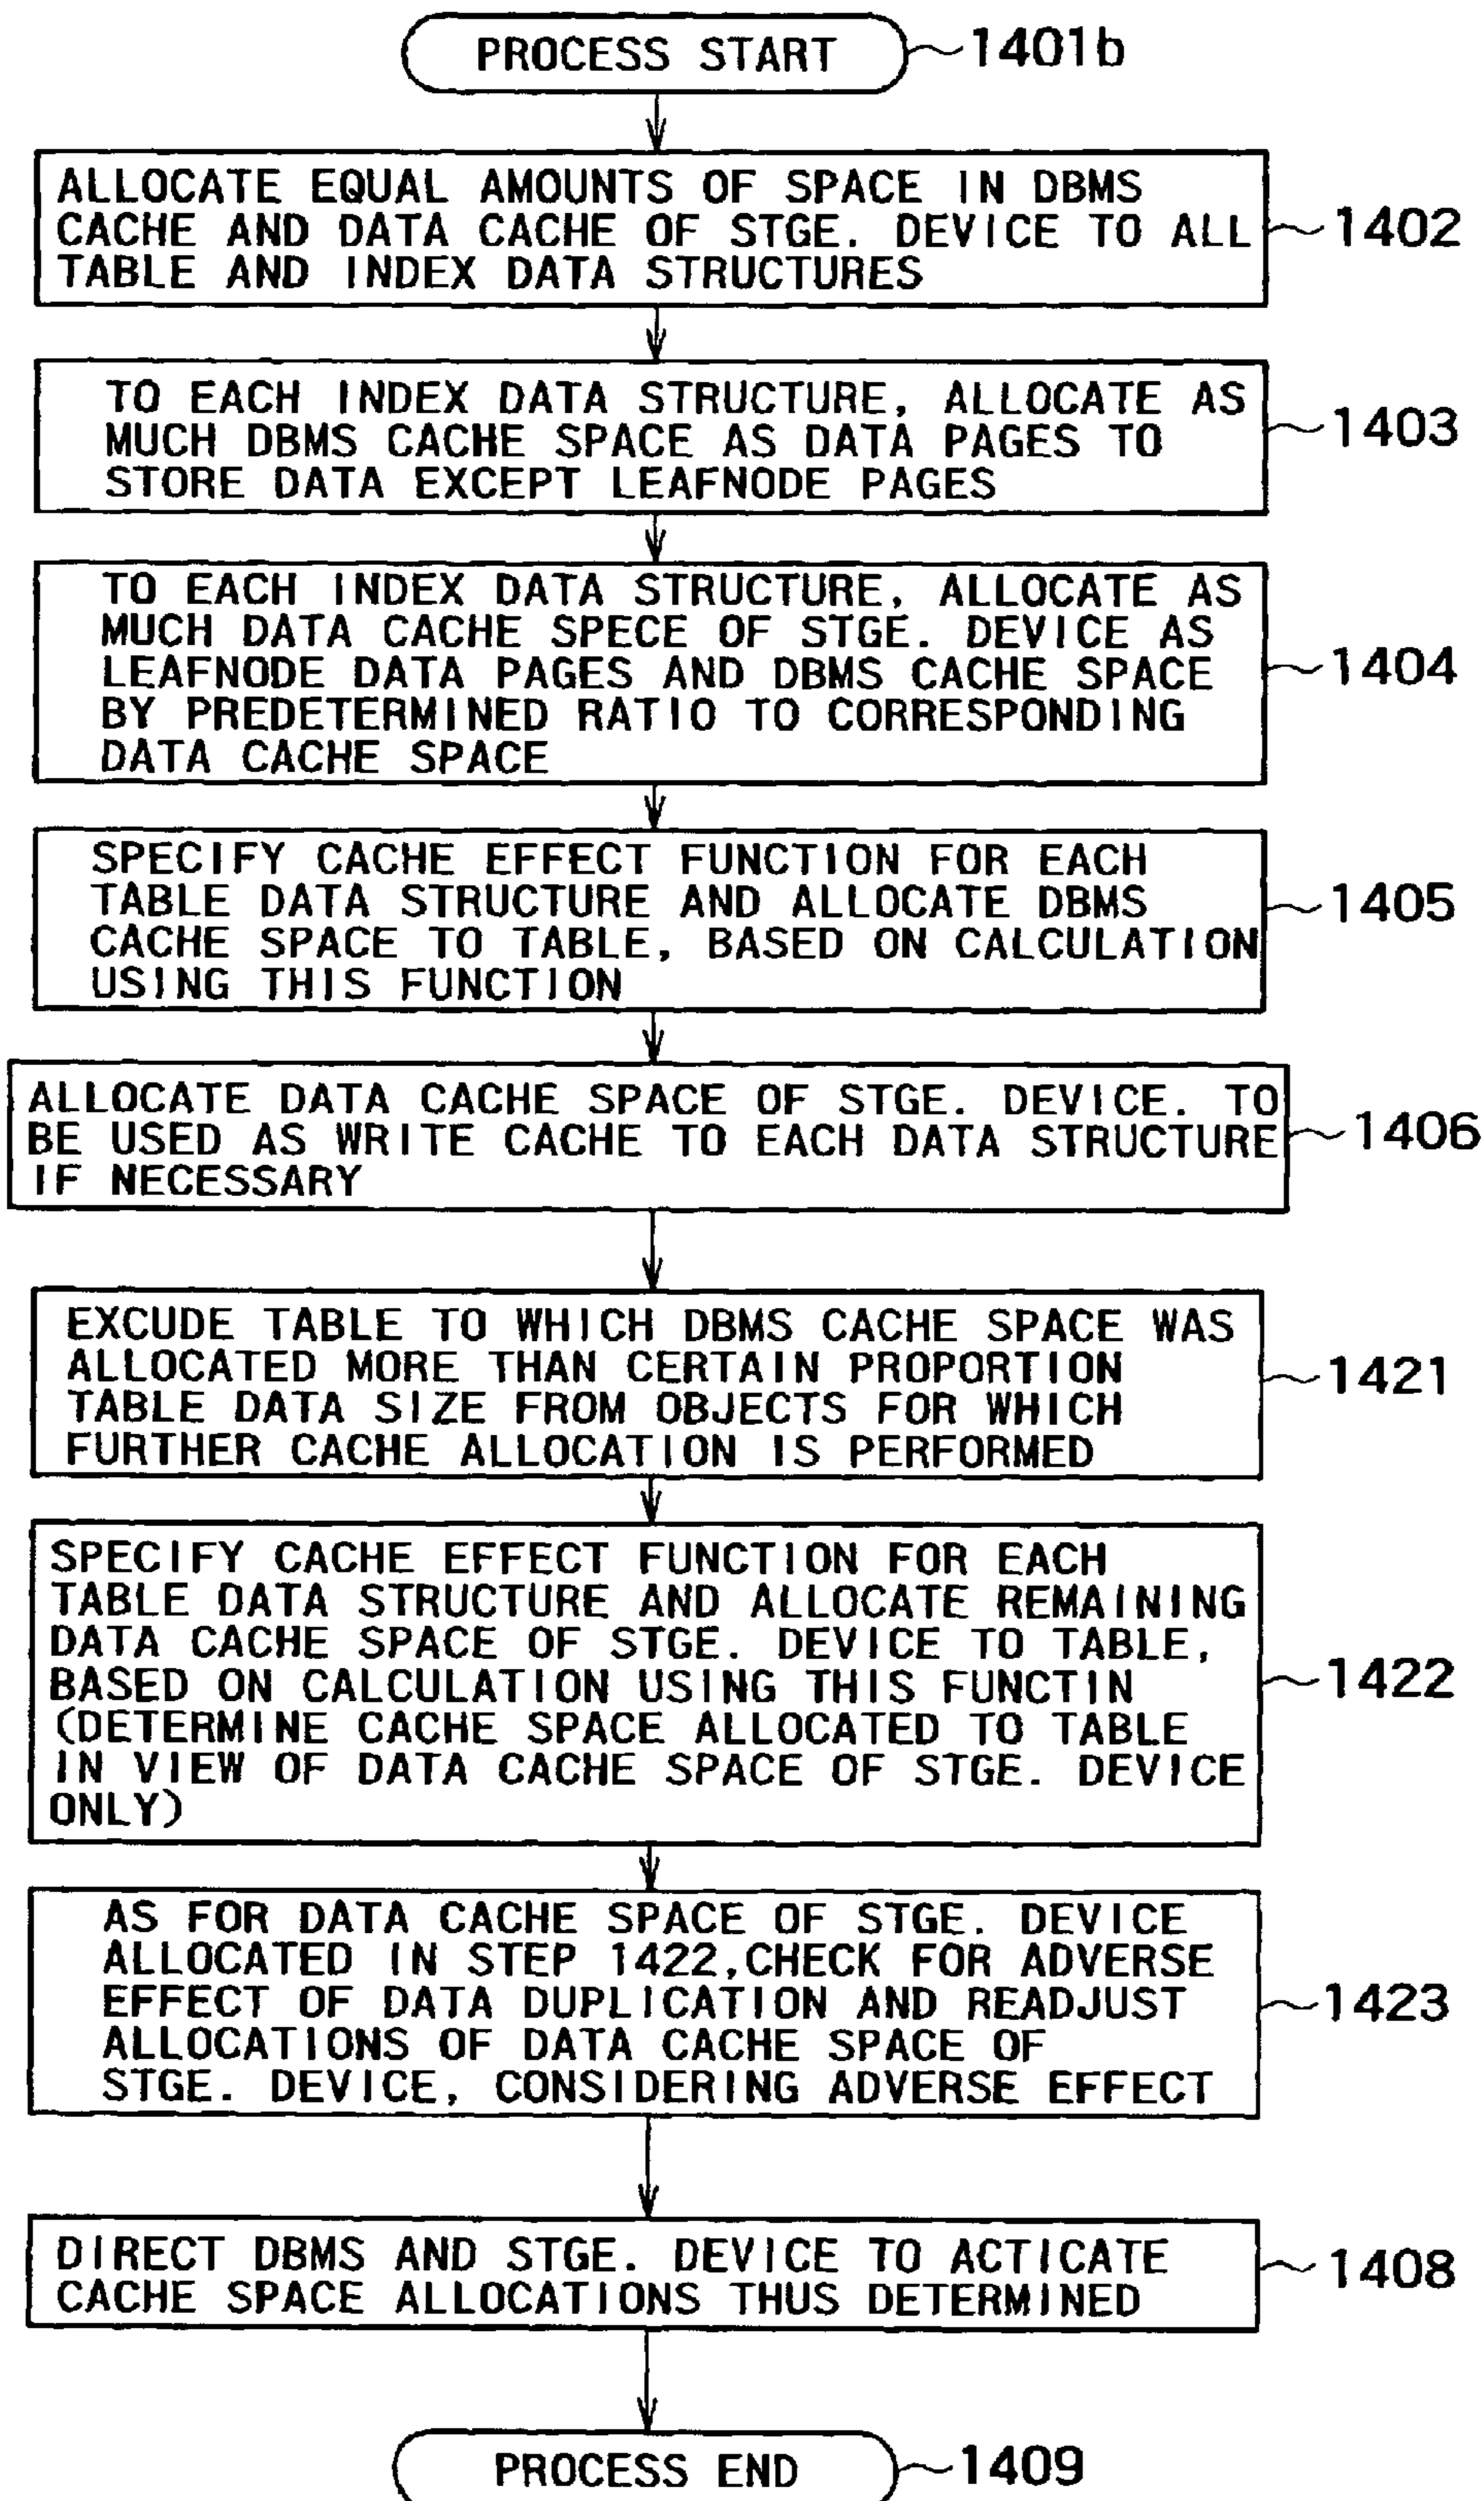 PROCESS START
1401b
ALLOCATE EQUAL AMOUNTS OF SPACE IN DBMS
CACHE AND DATA CACHE OF STGE. DEVICE TO ALL
TABLE AND INDEX DATA STRUCTURES
1402
TO EACH INDEX DATA STRUCTURE, ALLOCATE AS
MUCH DBMS CACHE SPACE AS DATA PAGES TO
STORE DATA EXCEPT LEAFNODE PAGES
1403
TO EACH INDEX DATA STRUCTURE, ALLOCATE AS
MUCH DATA CACHE SPECE OF STGE. DEVICE AS
LEAFNODE DATA PAGES AND DBMS CACHE SPACE
BY PREDETERMINED RATIO TO CORRESPONDING
DATA CACHE SPACE
1404
SPECIFY CACHE EFFECT FUNCTION FOR EACH
TABLE DATA STRUCTURE AND ALLOCATE DBMS
CACHE SPACE TO TABLE, BASED ON CALCULATION
USING THIS FUNCTION
1405
ALLOCATE DATA CACHE SPACE OF STGE. DEVICE. TO
BE USED AS WRITE CACHE TO EACH DATA STRUCTURE
IF NECESSARY
1406
EXCUDE TABLE TO WHICH DBMS CACHE SPACE WAS
ALLOCATED MORE THAN CERTAIN PROPORTION
TABLE DATA SIZE FROM OBJECTS FOR WHICH
FURTHER CACHE ALLOCATION IS PERFORMED
1421
SPECIFY CACHE EFFECT FUNCTION FOR EACH
TABLE DATA STRUCTURE AND ALLOCATE REMAINING
DATA CACHE SPACE OF STGE. DEVICE TO TABLE,
BASED ON CALCULATION USING THIS FUNCTIN
(DETERMINE CACHE SPACE ALLOCATED TO TABLE
IN VIEW OF DATA CACHE SPACE OF STGE. DEVICE
ONLY)
1422
AS FOR DATA CACHE SPACE OF STGE. DEVICE
ALLOCATED IN STEP 1422, CHECK FOR ADVERSE
EFFECT OF DATA DUPLICATION AND READJUST
ALLOCATIONS OF DATA CACHE SPACE OF
STGE. DEVICE, CONSIDERING ADVERSE EFFECT
1423
DIRECT DBMS AND STGE. DEVICE TO ACTICATE
CACHE SPACE ALLOCATIONS THUS DETERMINED
1408
PROCESS END
1409